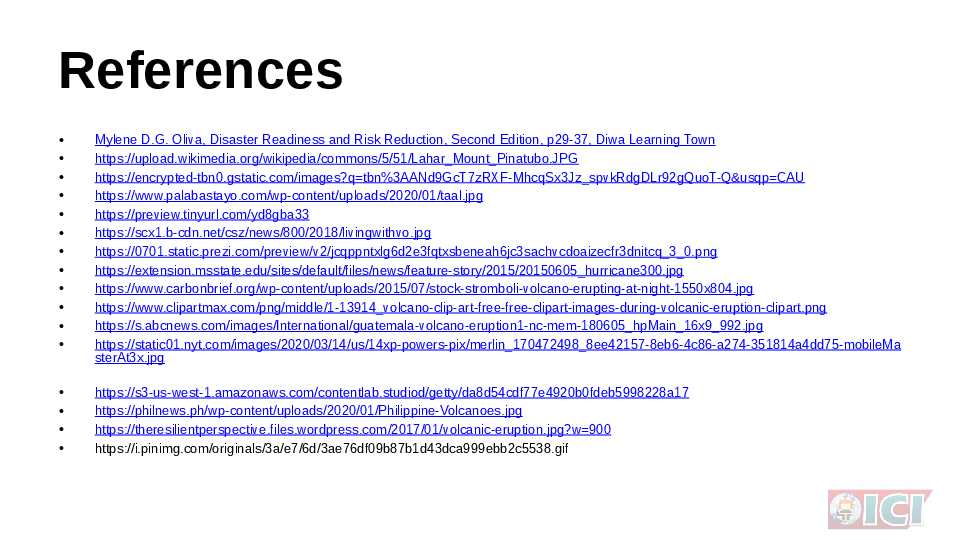 References
• Mylene D.G. Oliva, Disaster Readiness and Risk Reduction, Second Edition, p29-37, Diwa Learning Town
• https://upload.wikimedia.org/wikipedia/commons/5/51/Lahar_Mount_Pinatubo.JPG
• https://encrypted-tbn0.gstatic.com/images?q=tbn%3AANd9GcT7zRXF-MhcqSx3Jz_spvkRdgDLr92gQuoT-Q&usqp=CAU
• https://www.palabastayo.com/wp-content/uploads/2020/01/taal.jpg
• https://preview.tinyurl.com/yd8gba33
• https://scx1.b-cdn.net/csz/news/800/2018/livingwithvo.jpg
• https://0701.static.prezi.com/preview/v2/jcqppntxlg6d2e3fqtxsbeneah6jc3sachvcdoaizecfr3dnitcq_3_0.png
• https://extension.msstate.edu/sites/default/files/news/feature-story/2015/20150605_hurricane300.jpg
• https://www.carbonbrief.org/wp-content/uploads/2015/07/stock-stromboli-volcano-erupting-at-night-1550x804.jpg
• https://www.clipartmax.com/png/middle/1-13914_volcano-clip-art-free-free-clipart-images-during-volcanic-eruption-clipart.png
• https://s.abcnews.com/images/International/guatemala-volcano-eruption1-nc-mem-180605_hpMain_16x9_992.jpg
• https://static01.nyt.com/images/2020/03/14/us/14xp-powers-pix/merlin_170472498_8ee42157-8eb6-4c86-a274-351814a4dd75-mobileMa
sterAt3x.jpg
• https://s3-us-west-1.amazonaws.com/contentlab.studiod/getty/da8d54cdf77e4920b0fdeb5998228a17
• https://philnews.ph/wp-content/uploads/2020/01/Philippine-Volcanoes.jpg
• https://theresilientperspective.files.wordpress.com/2017/01/volcanic-eruption.jpg?w=900
• https://i.pinimg.com/originals/3a/e7/6d/3ae76df09b87b1d43dca999ebb2c5538.gif
ICI